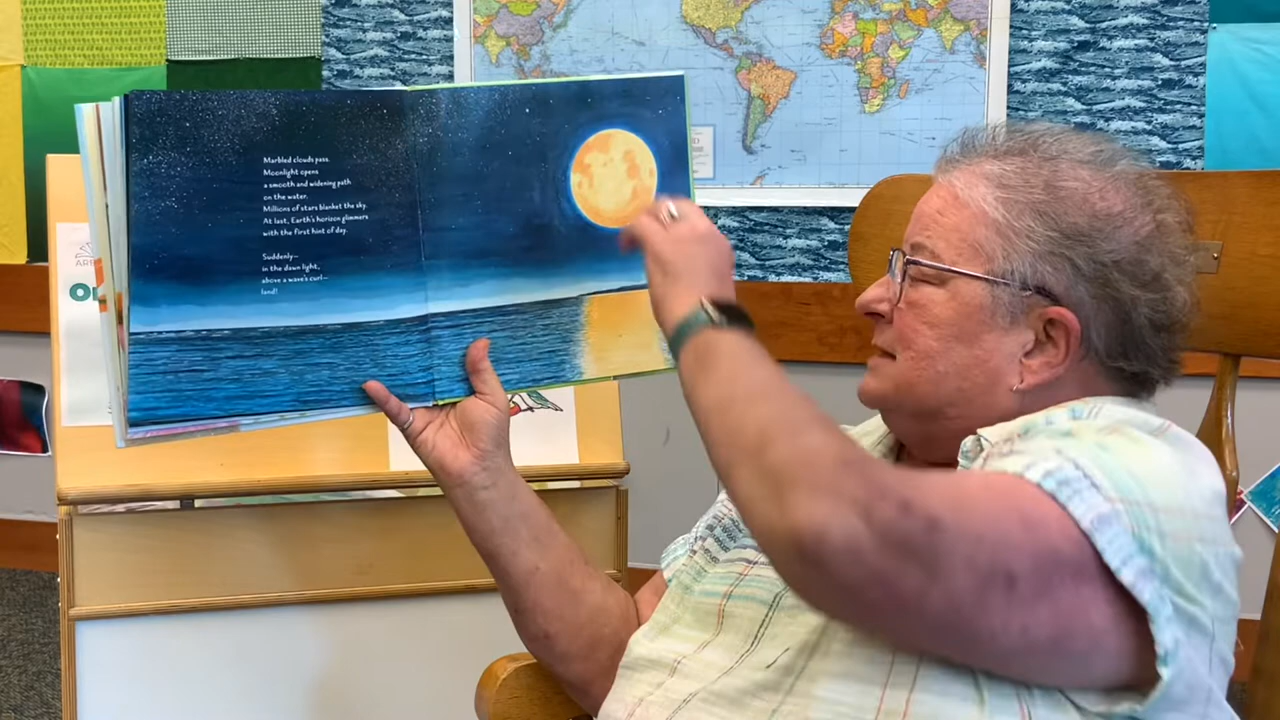 Marbled clouds pass.
Moonlight opens
a smooth and widening path
on the water.
Millions of stars blanket the sky.
At last, Earth's horizon glimmers
with the first hint of day.
Suddenly—
in the dawn light,
above a wave's curl—
land!